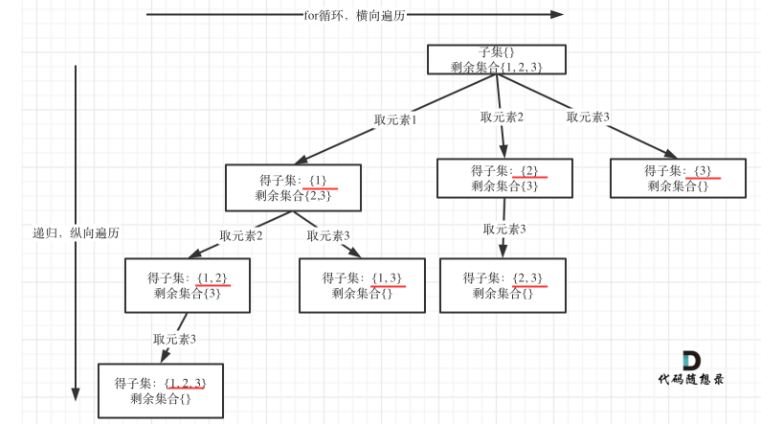 for循环，横向遍历
子集{}
剩余集合{1, 2, 3}
取元素1
取元素2
取元素3
得子集：{1}
剩余集合{2,3}
得子集：{2}
剩余集合{3}
得子集：{3}
剩余集合{}
递归，纵向遍历
取元素2
取元素3
取元素3
得子集：{1, 2}
剩余集合{3}
得子集：{1, 3}
剩余集合{}
得子集：{2, 3}
剩余集合{}
取元素3
得子集：{1, 2, 3}
剩余集合{}
代码随想录